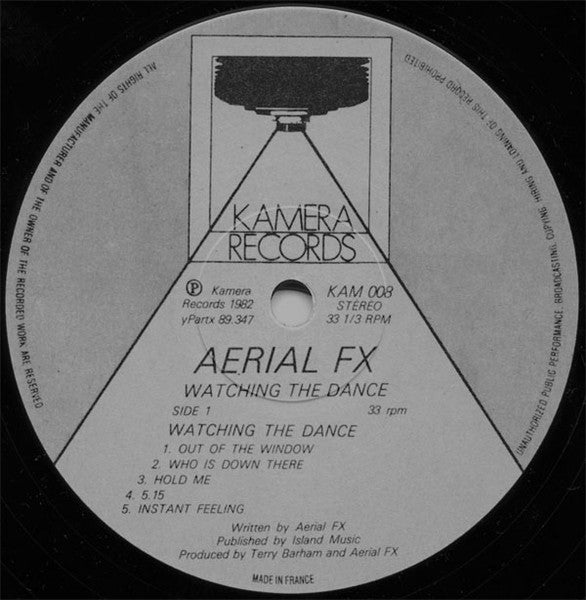 ALL RIGHTS OF THE MANUFACTURER AND OF THE OWNER OF THE RECORDED WORK ARE RESERVED
UNAUTHORIZED PUBLIC PERFORMANCE, BROADCASTING, COPYING, HIRING AND LOANING OF THIS RECORD PROHIBITED
KAMERA
RECORDS
Ⓟ Kamera
Records 1982
yPartx 89.347
KAM 008
STEREO
33 1/3 RPM
AERIAL FX
WATCHING THE DANCE
SIDE 1 33 rpm
WATCHING THE DANCE
1. OUT OF THE WINDOW
2. WHO IS DOWN THERE
3. HOLD ME
4. 5.15
5. INSTANT FEELING
Written by Aerial FX
Published by Island Music
Produced by Terry Barham and Aerial FX
MADE IN FRANCE